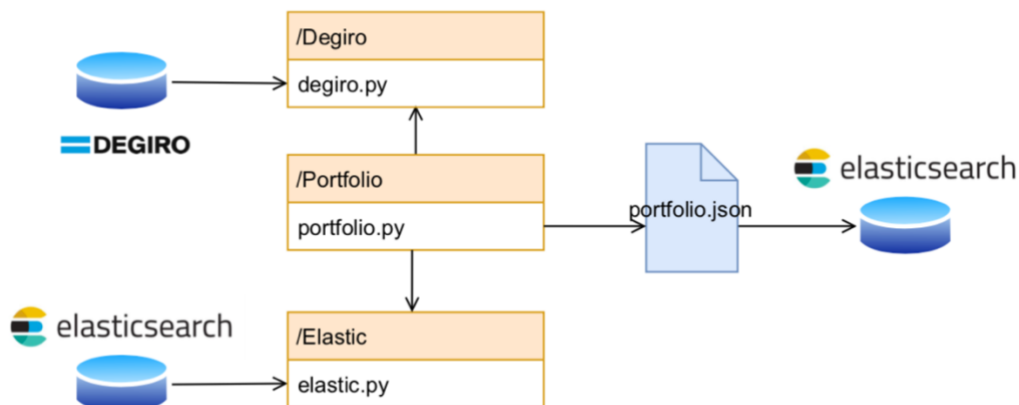 /Degiro
degiro.py
DEGIRO
/Portfolio
portfolio.py
portfolio.json
elasticsearch
elasticsearch
/Elastic
elastic.py